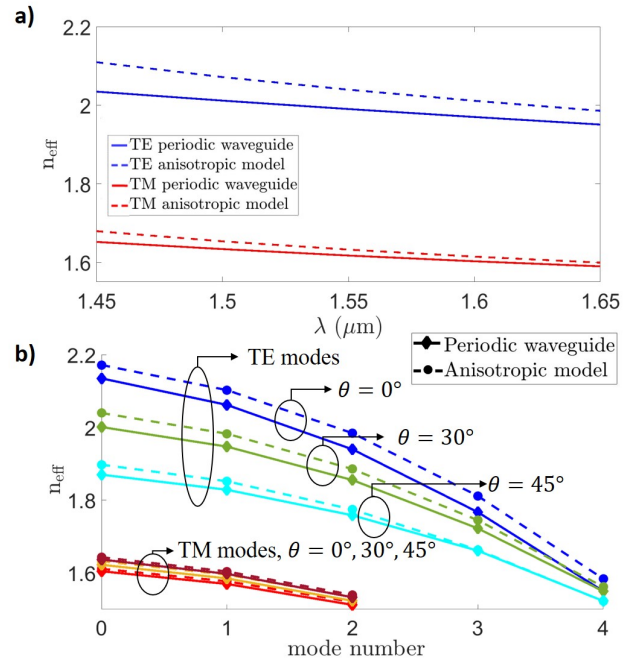 a)
2.2
2
1.8
1.6
n_eff
TE periodic waveguide
TE anisotropic model
TM periodic waveguide
TM anisotropic model
1.45
1.5
1.55
1.6
1.65
λ (μm)
b)
Periodic waveguide
Anisotropic model
2.2
2
1.8
1.6
n_eff
TE modes
θ = 0°
θ = 30°
θ = 45°
TM modes, θ = 0°, 30°, 45°
0
1
2
3
4
mode number